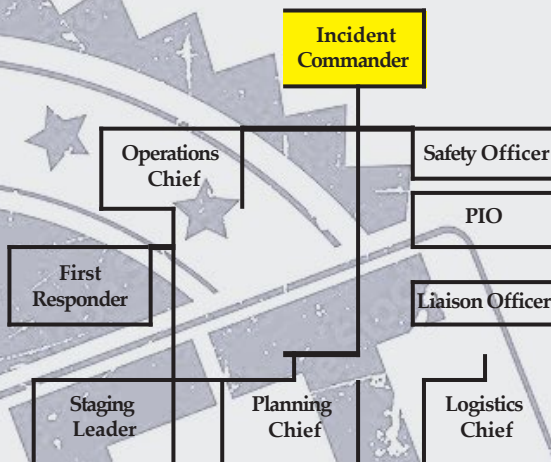 Incident
Commander
Operations
Chief
Safety Officer
PIO
First
Responder
Liaison Officer
Staging
Leader
Planning
Chief
Logistics
Chief